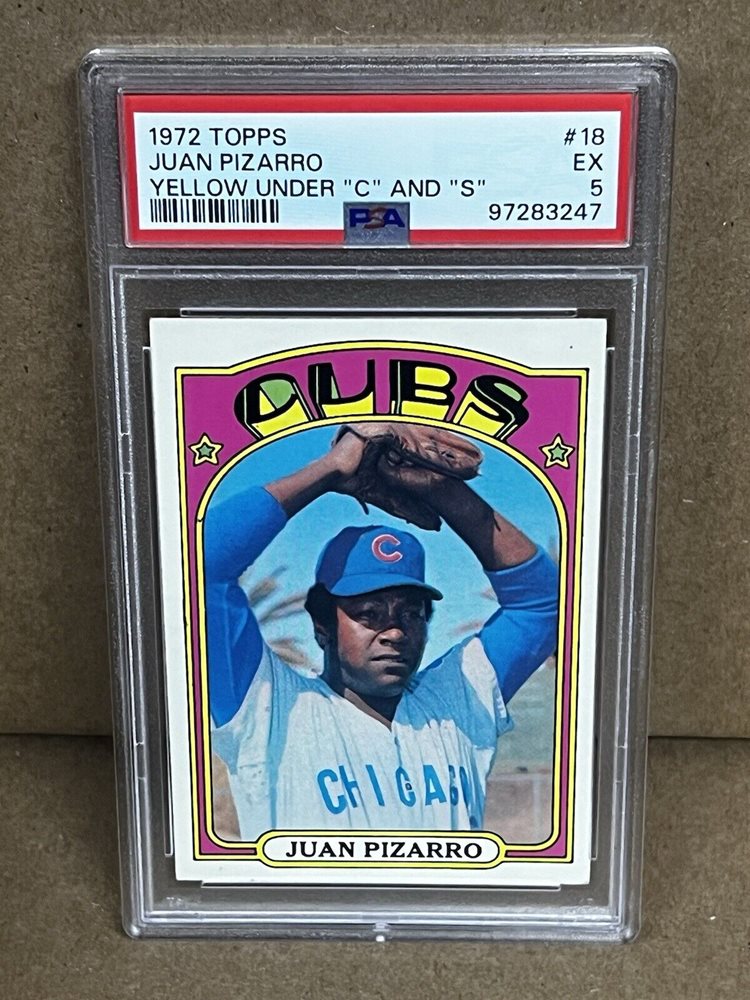 1972 TOPPS #18
JUAN PIZARRO EX
YELLOW UNDER "C" AND "S" 5
PSA 97283247
CUBS
C
CHICAGO
JUAN PIZARRO